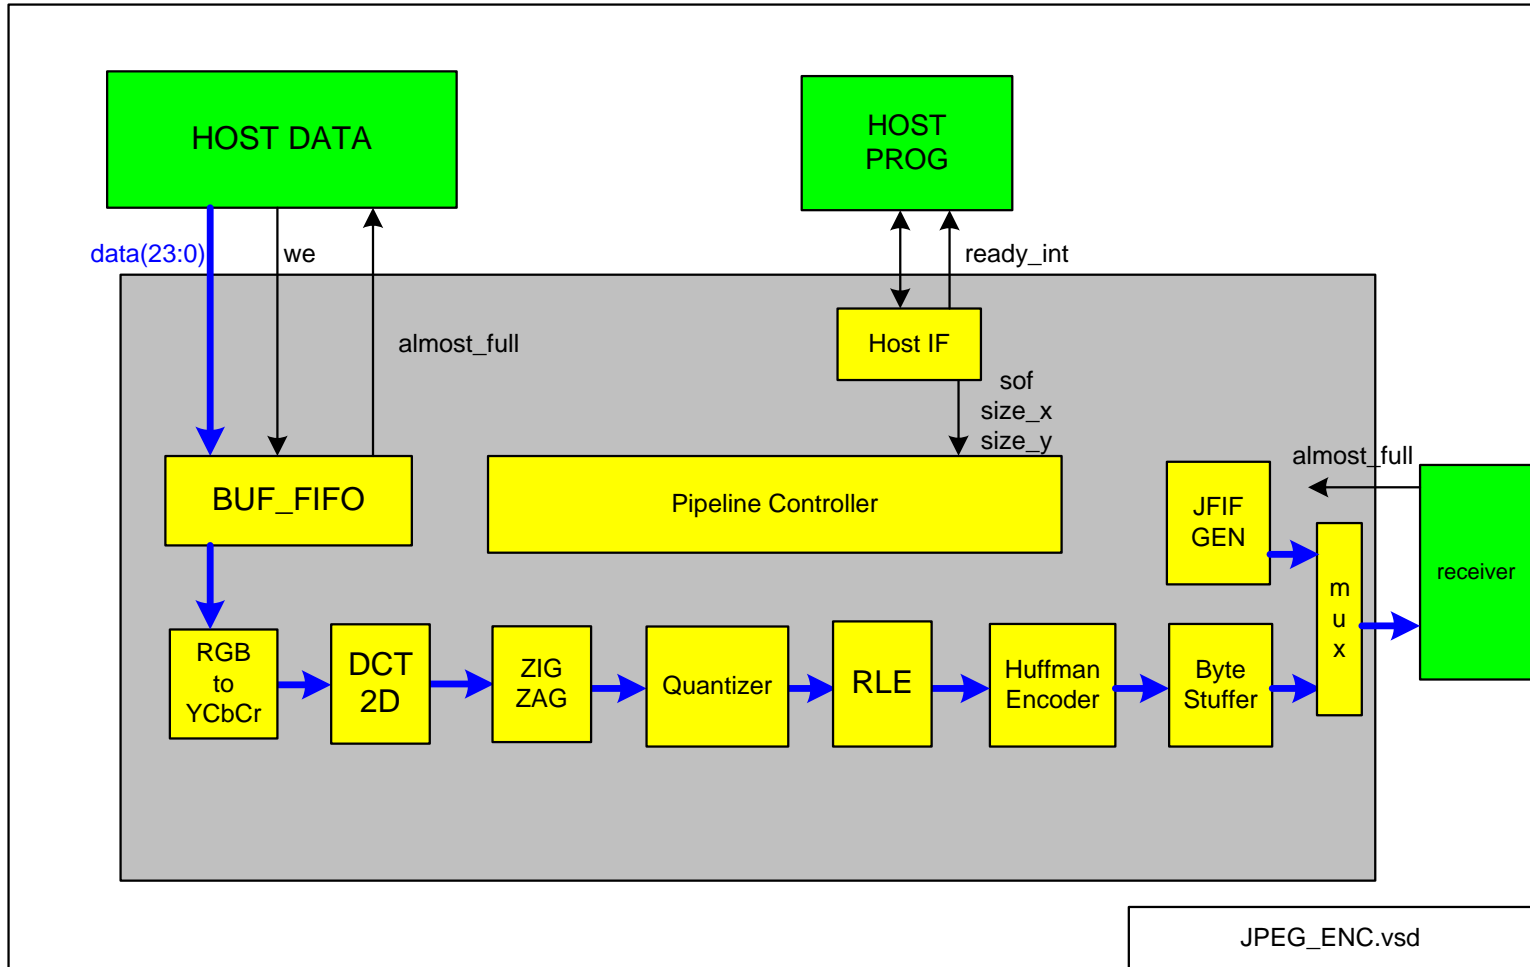 HOST DATA
HOST
PROG
data(23:0)
we
ready_int
almost_full
Host IF
sof
size_x
size_y
almost_full
BUF_FIFO
Pipeline Controller
JFIF
GEN
receiver
m
u
x
RGB
to
YCbCr
DCT
2D
ZIG
ZAG
Quantizer
RLE
Huffman
Encoder
Byte
Stuffer
JPEG_ENC.vsd